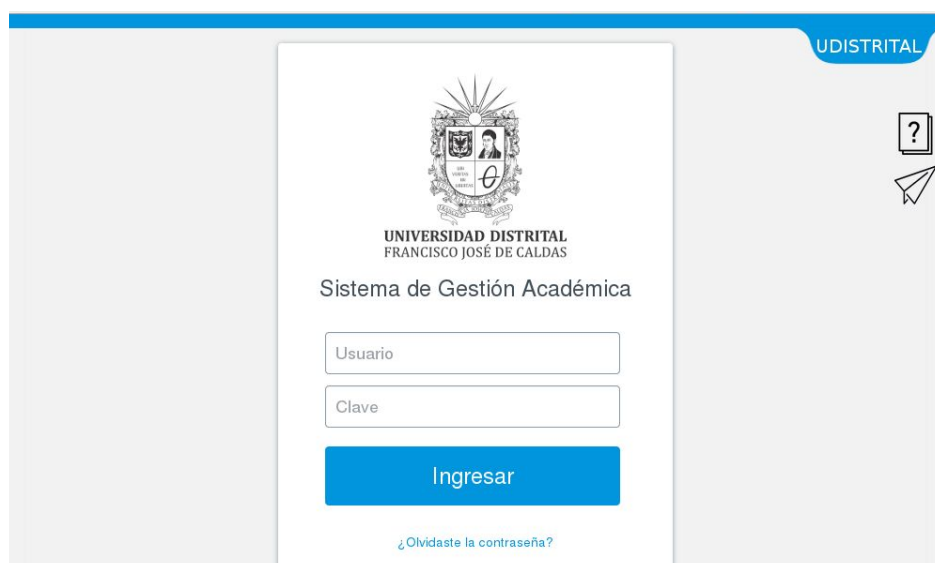 UDISTRITAL
?
UNIVERSIDAD DISTRITAL
FRANCISCO JOSÉ DE CALDAS
Sistema de Gestión Académica
Usuario
Clave
Ingresar
¿Olvidaste la contraseña?